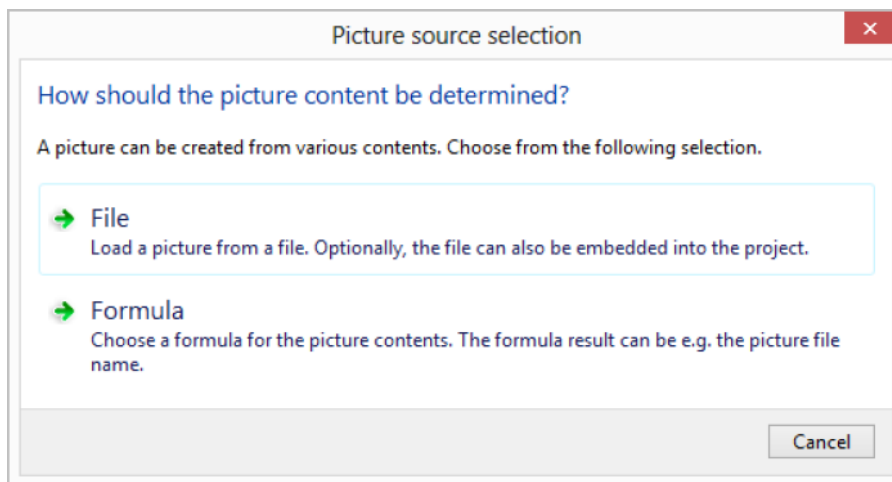 Picture source selection
How should the picture content be determined?
A picture can be created from various contents. Choose from the following selection.
File
Load a picture from a file. Optionally, the file can also be embedded into the project.
Formula
Choose a formula for the picture contents. The formula result can be e.g. the picture file
name.
Cancel